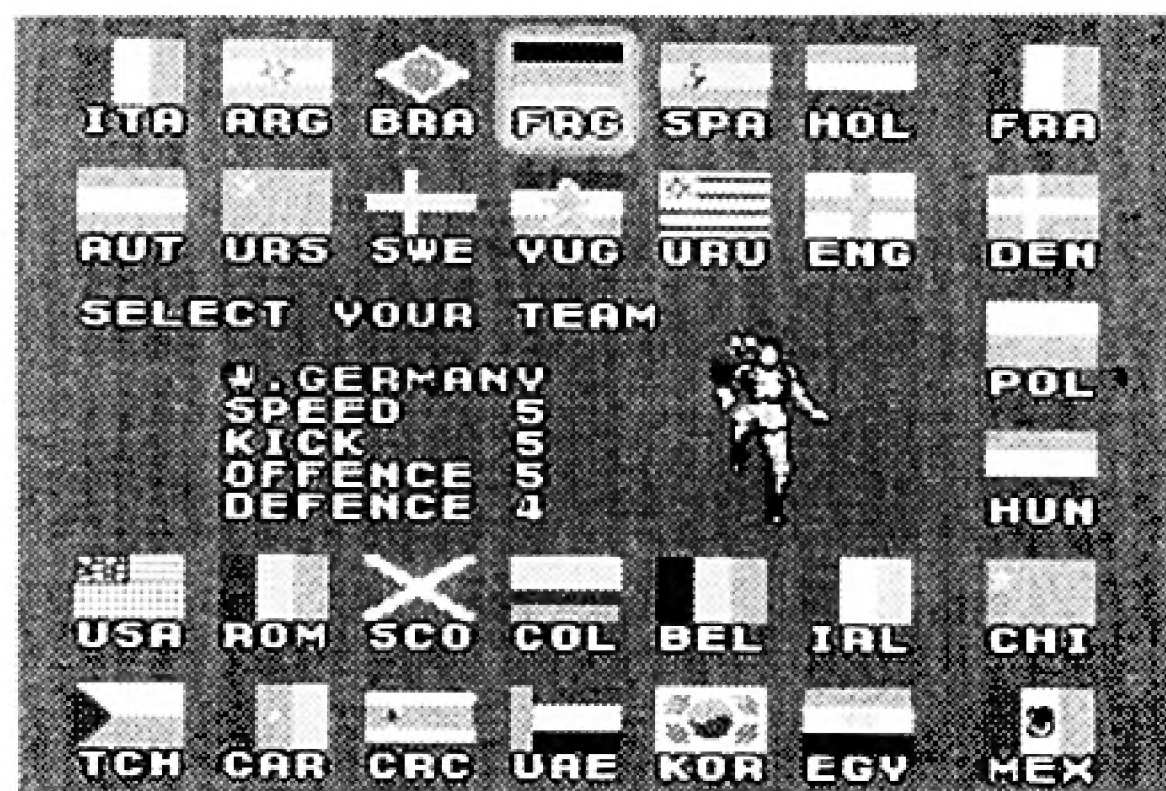 ITA ARG BRA FRG SPA HOL FRA
AUT URS SWE YUG URU ENG DEN
SELECT YOUR TEAM
POL
W.GERMANY
SPEED 5
KICK 5
OFFENCE 5
DEFENCE 4
HUN
USA ROM SCO COL BEL IRL CHI
TCH CAR CRC UAE KOR EGY MEX